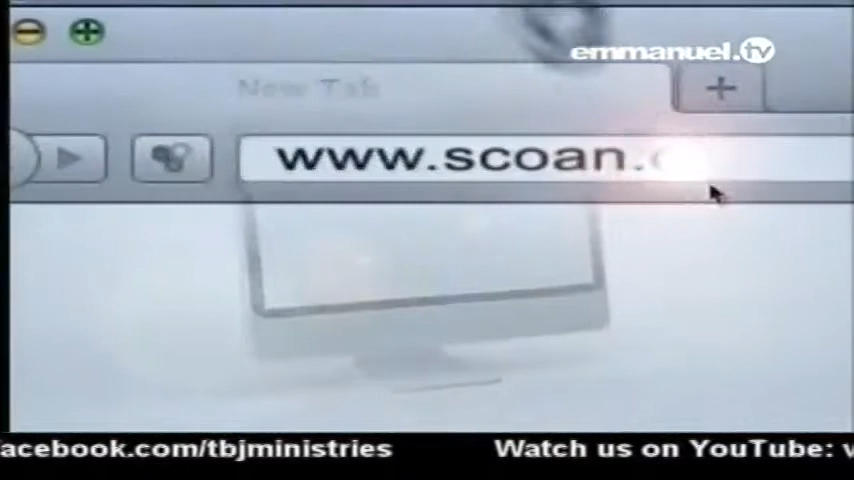 emmanuel.tv
New Tab
+
www.scoan.
acebook.com/tbjministries Watch us on YouTube: